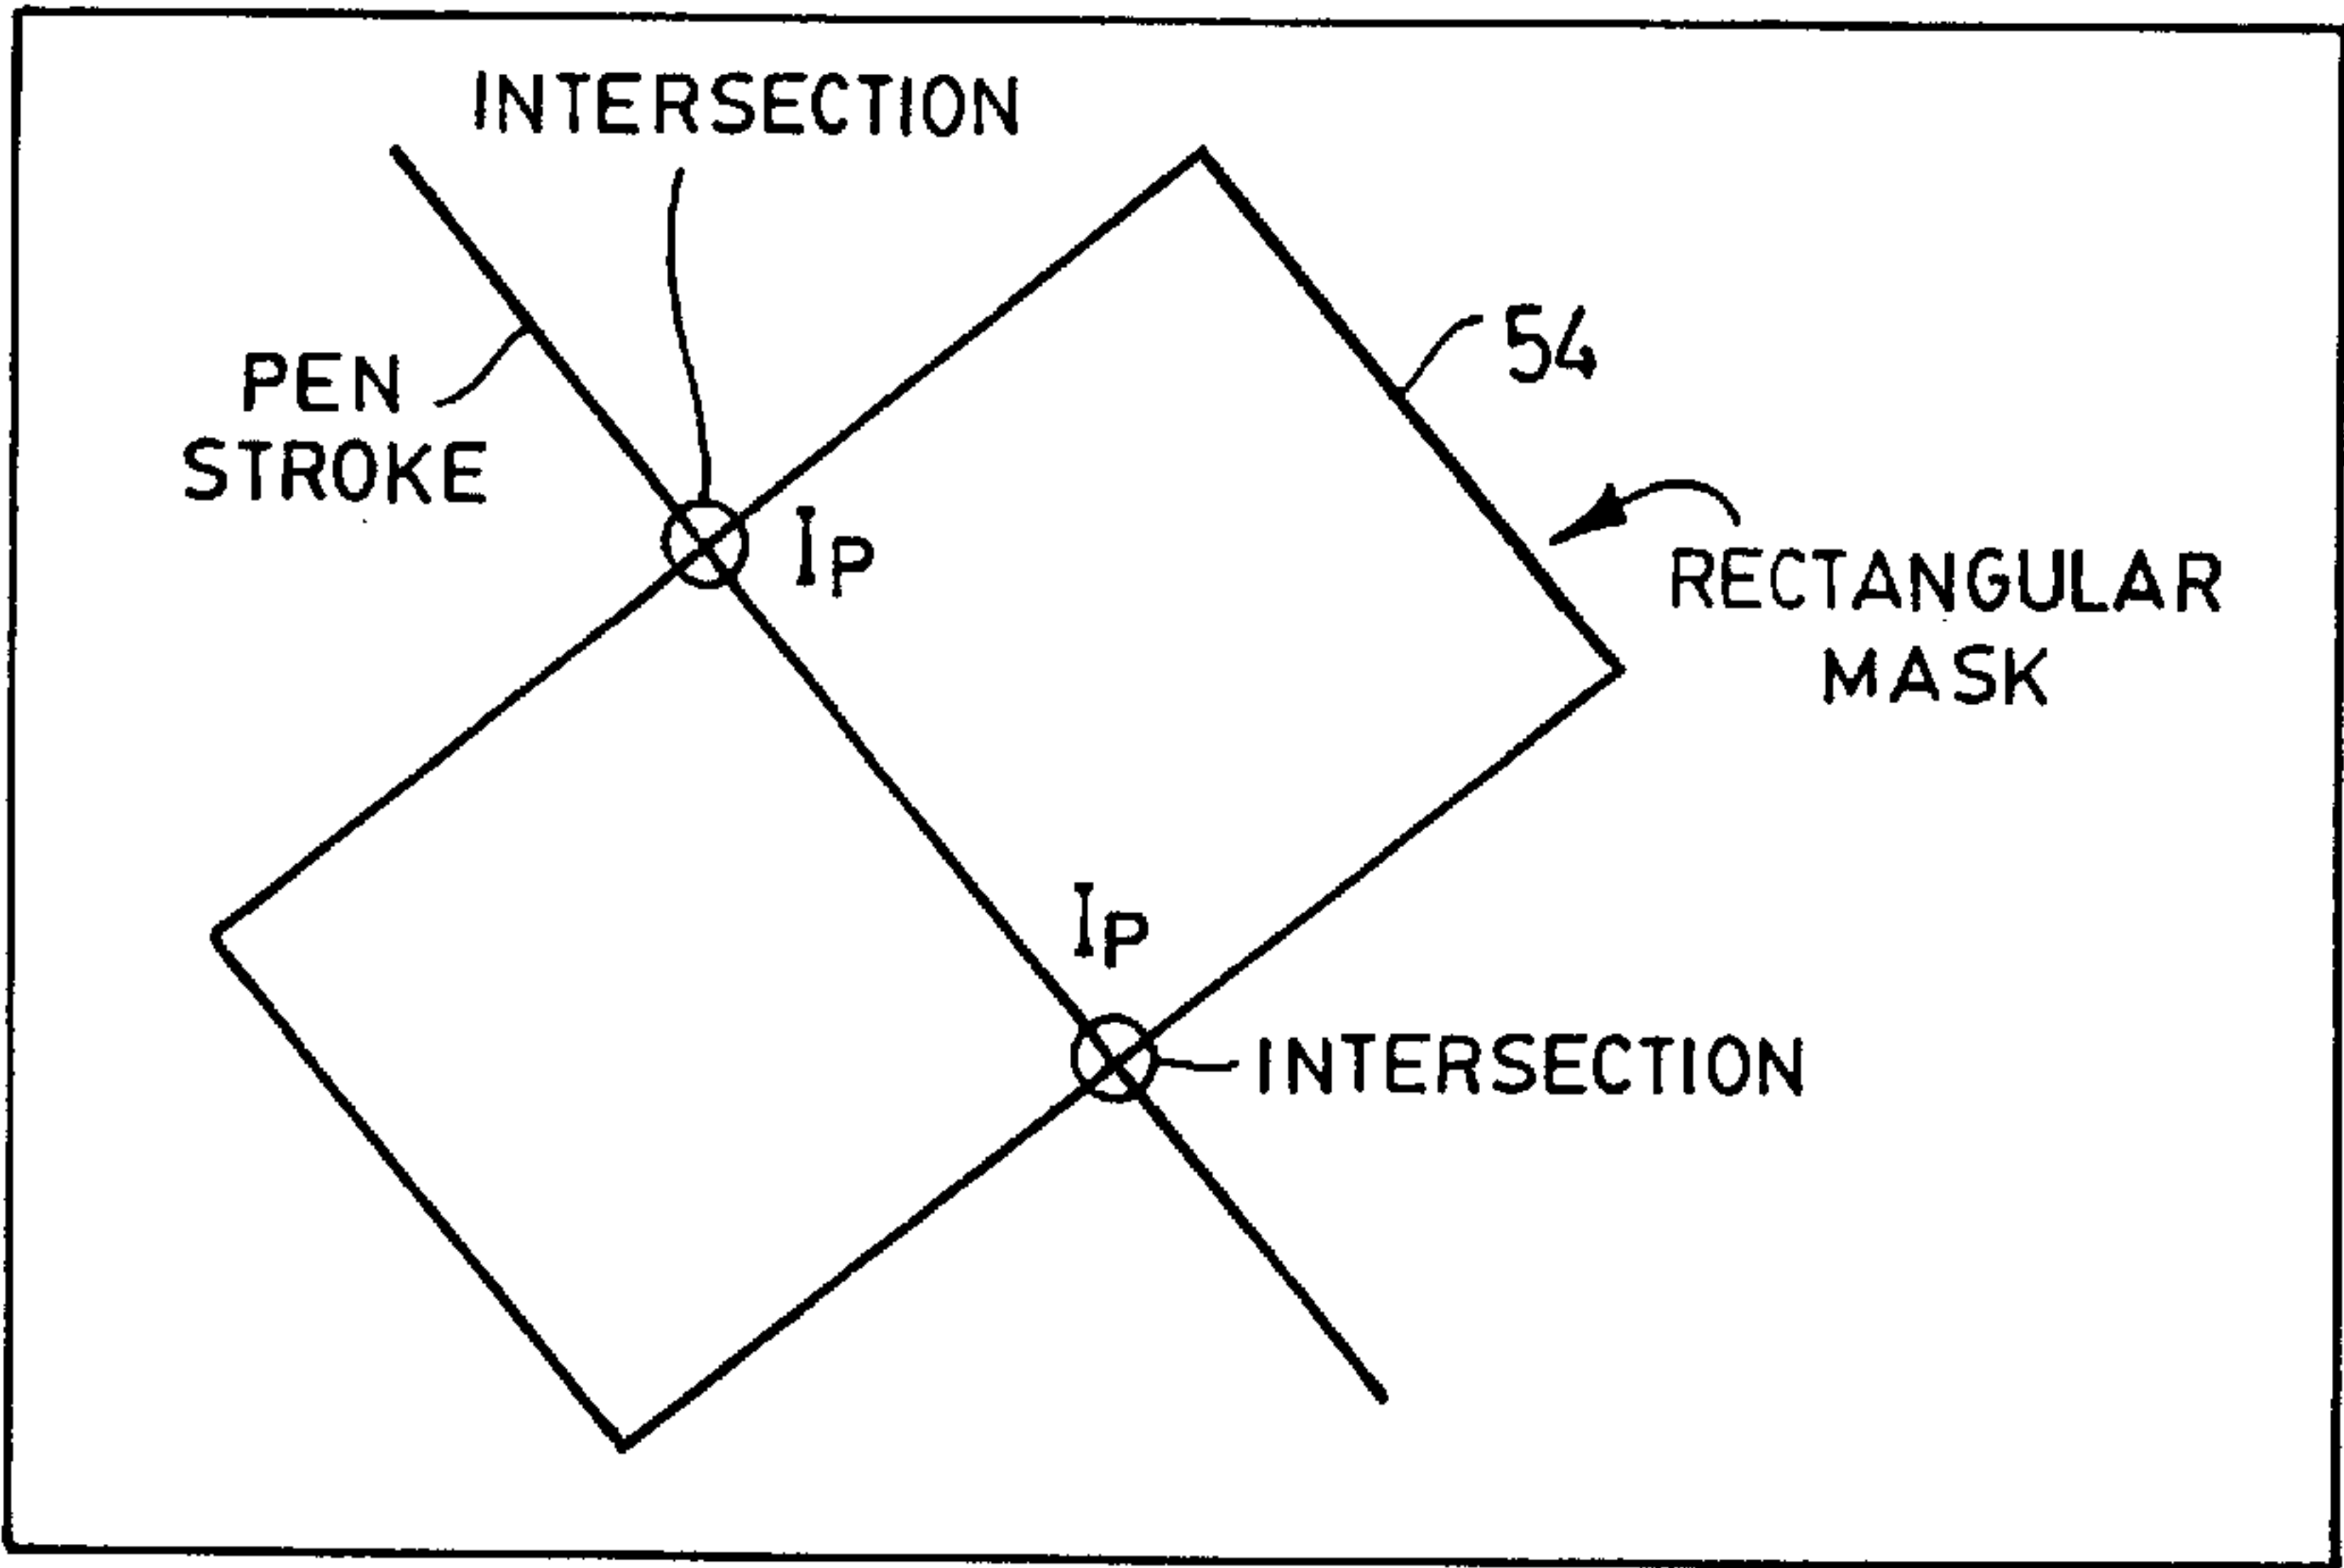 INTERSECTION
54
PEN
STROKE
Ip
RECTANGULAR
MASK
Ip
INTERSECTION